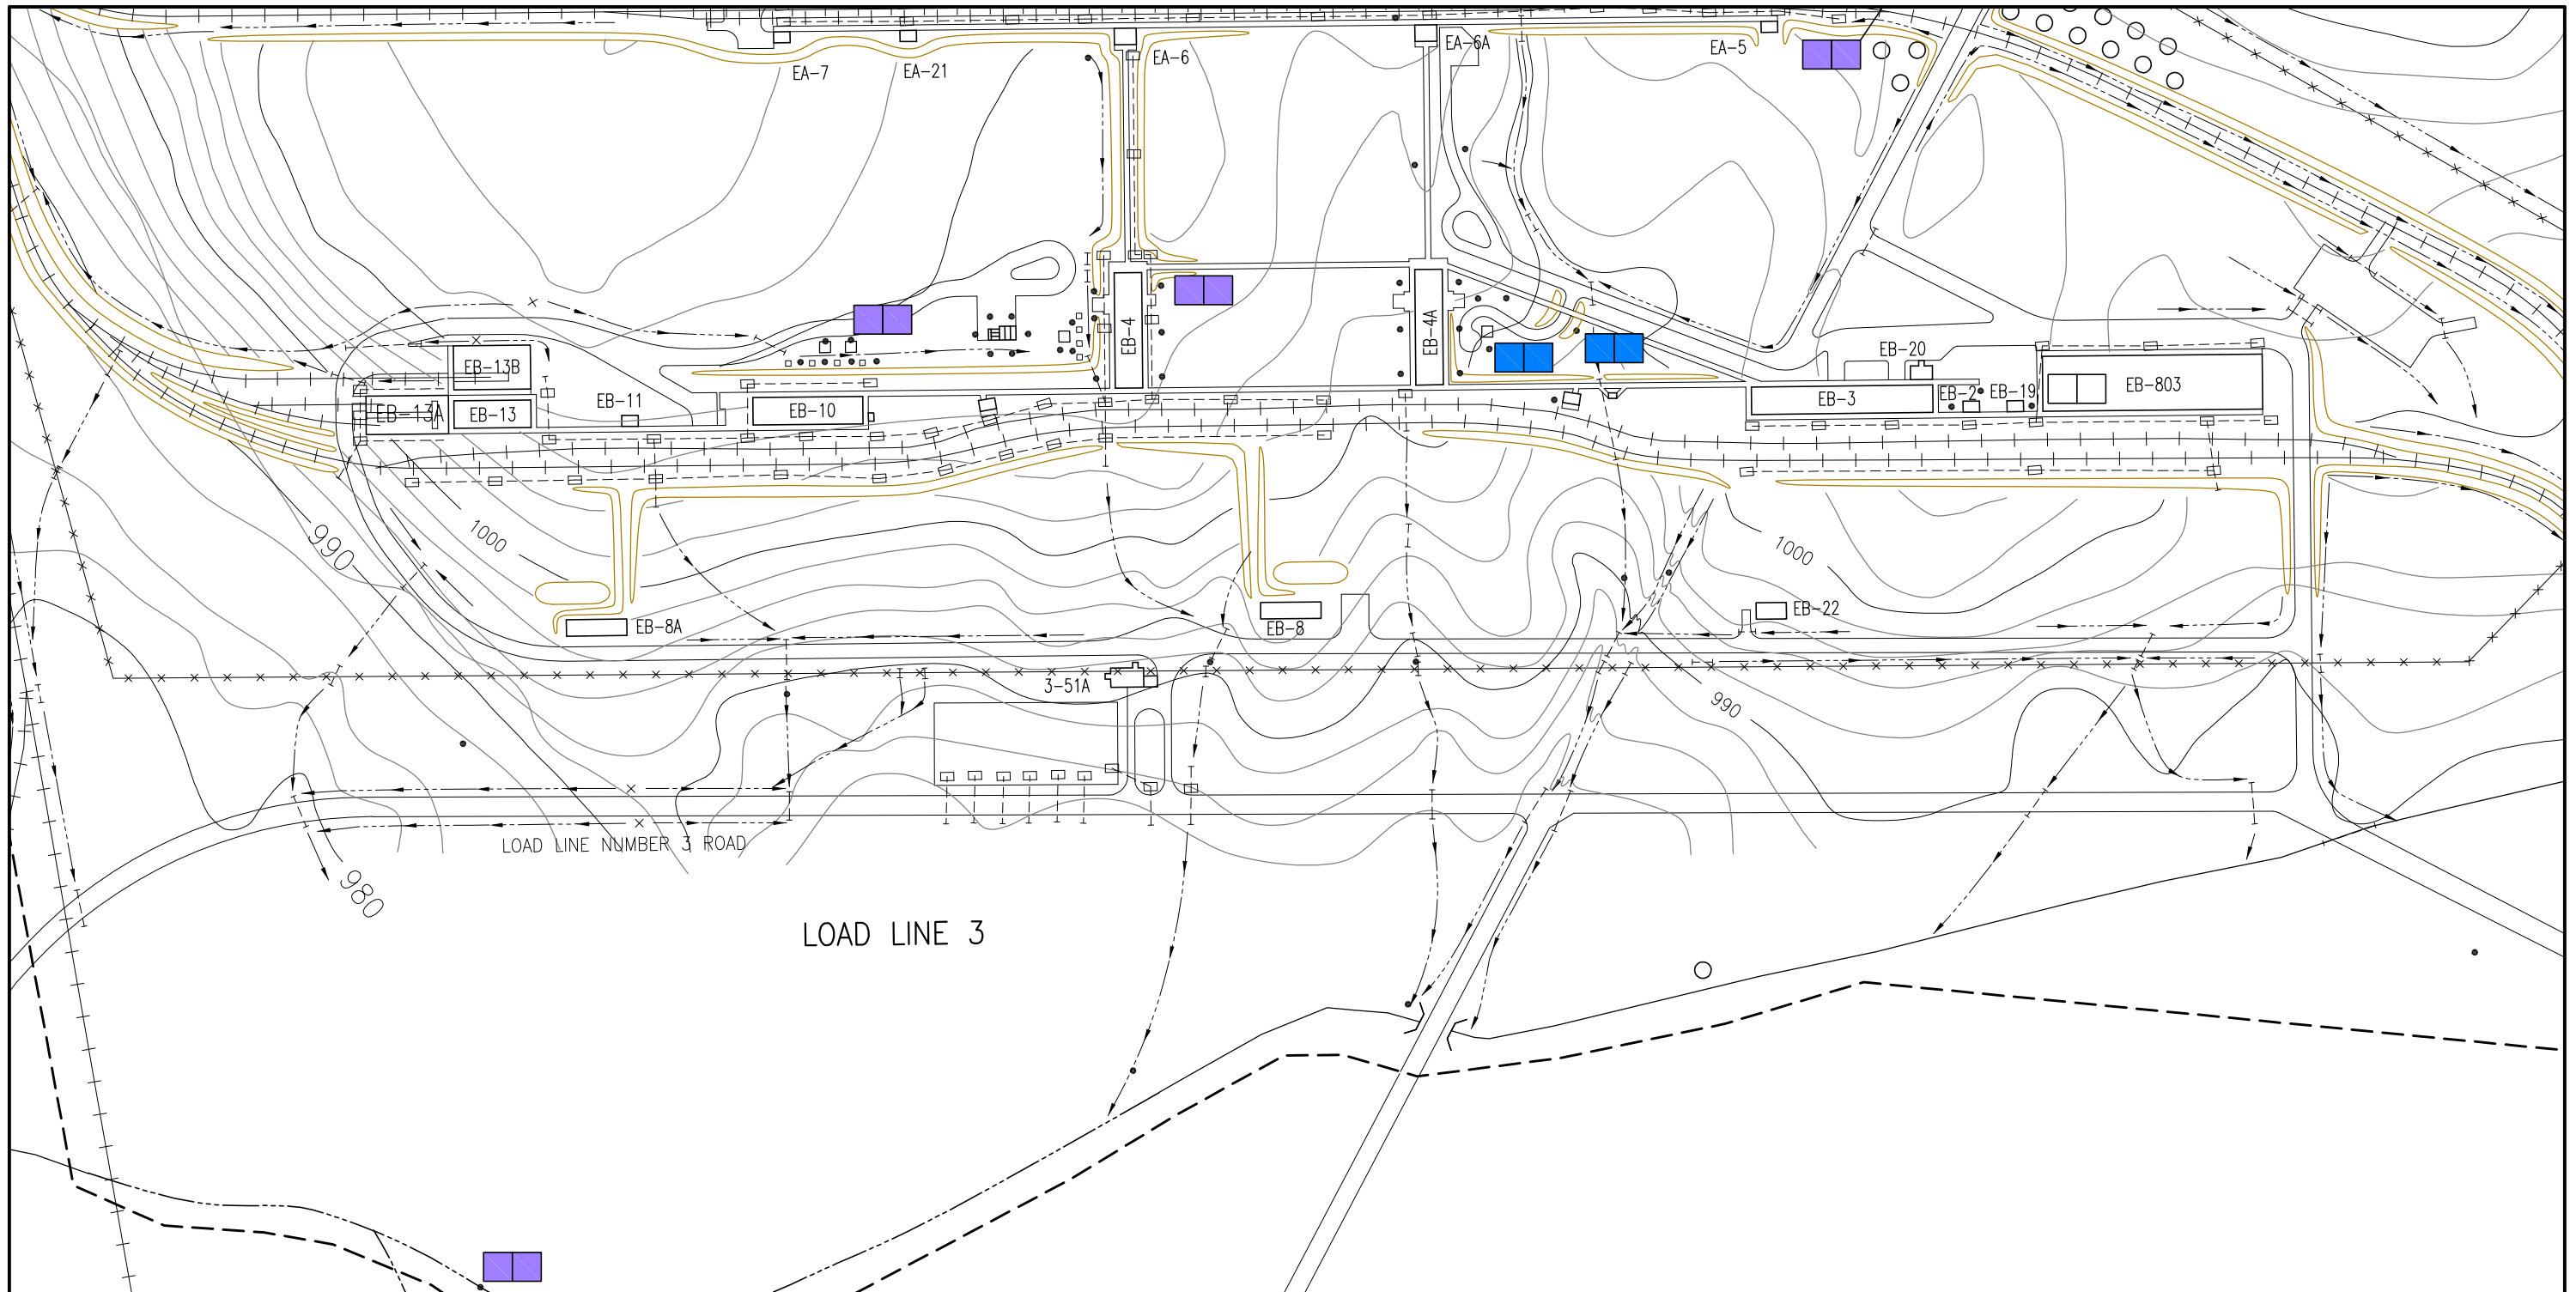 EA-7
EA-21
EA-6
EA-6A
EA-5
EB-4
EB-4A
EB-13B
EB-13A
EB-13
EB-11
EB-10
EB-20
EB-3
EB-2
EB-19
EB-803
990
1000
1000
EB-8A
EB-8
EB-22
3-51A
990
LOAD LINE NUMBER 3 ROAD
980
LOAD LINE 3